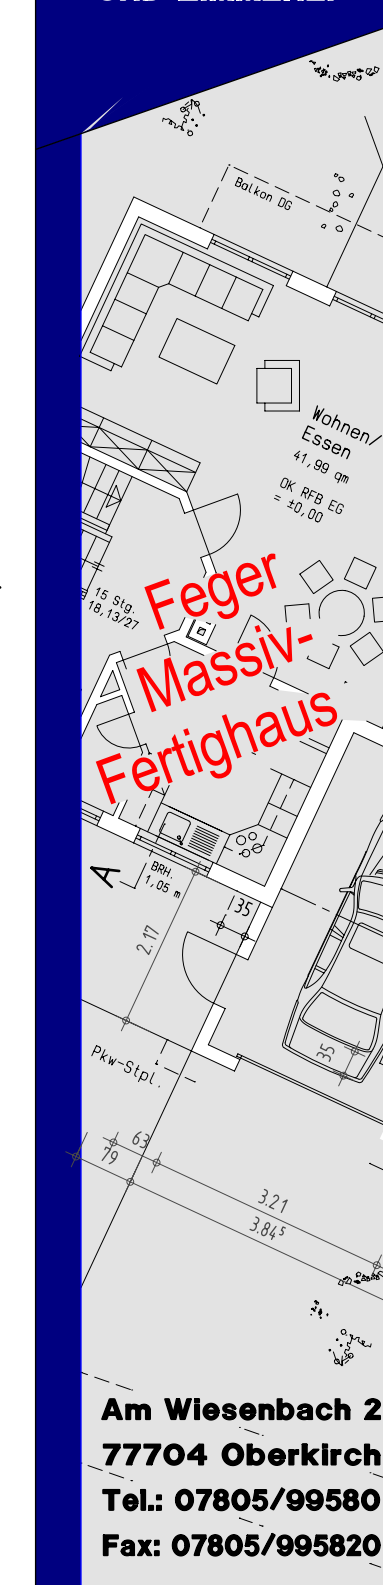 Balkon DG
Wohnen/
Essen
41,99 qm
OK RFB EG
= ±0,00
15 Stg.
18,13/27
Feger
Massiv-
Fertighaus
A
BRH.
1,05 m
35
2.17
Pkw-Stpl.
35
63
79
3.21
3.84⁵
Am Wiesenbach 2
77704 Oberkirch
Tel.: 07805/99580
Fax: 07805/995820